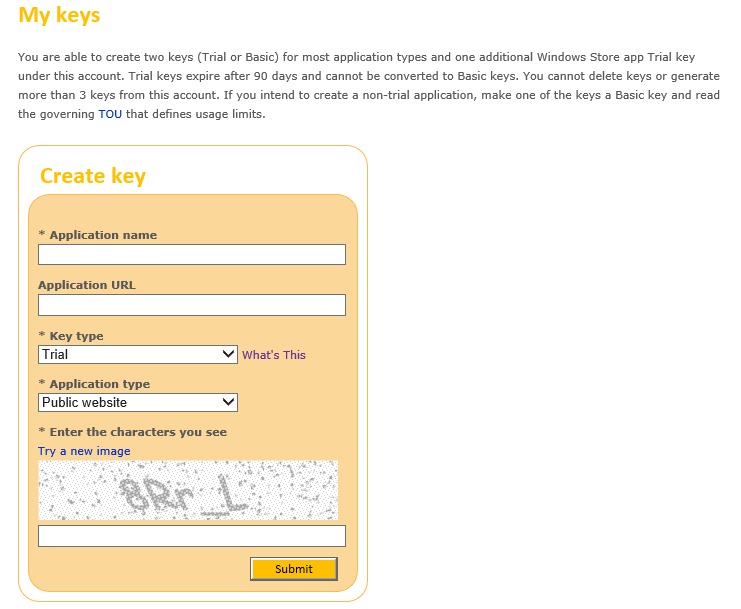 My keys
You are able to create two keys (Trial or Basic) for most application types and one additional Windows Store app Trial key
under this account. Trial keys expire after 90 days and cannot be converted to Basic keys. You cannot delete keys or generate
more than 3 keys from this account. If you intend to create a non-trial application, make one of the keys a Basic key and read
the governing TOU that defines usage limits.
Create key
* Application name
Application URL
* Key type
Trial What's This
* Application type
Public website
* Enter the characters you see
Try a new image
Submit